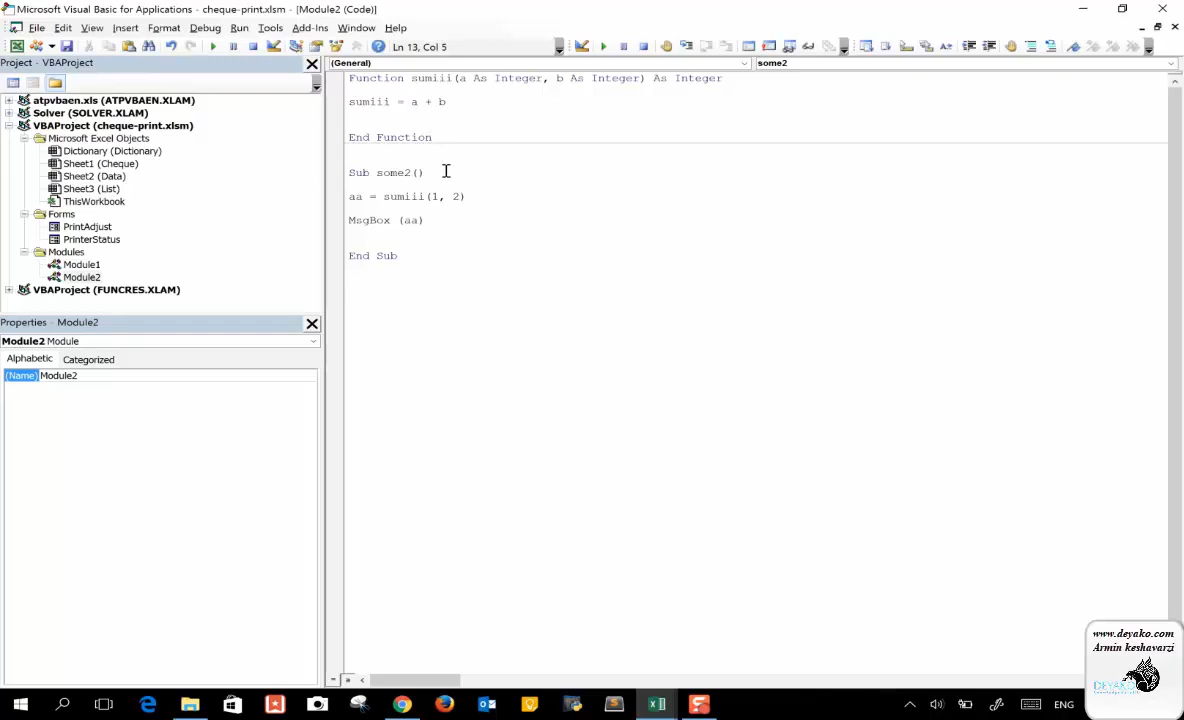 Microsoft Visual Basic for Applications - cheque-print.xlsm - [Module2 (Code)]
File Edit View Insert Format Debug Run Tools Add-Ins Window Help
Ln 13, Col 5
Project - VBAProject
(General)
some2
atpvbaen.xls (ATPVBAEN.XLAM)
Solver (SOLVER.XLAM)
VBAProject (cheque-print.xlsm)
Microsoft Excel Objects
Dictionary (Dictionary)
Sheet1 (Cheque)
Sheet2 (Data)
Sheet3 (List)
ThisWorkbook
Forms
PrintAdjust
PrinterStatus
Modules
Module1
Module2
VBAProject (FUNCRES.XLAM)
Properties - Module2
Module2 Module
Alphabetic Categorized
(Name) Module2
Function sumiii(a As Integer, b As Integer) As Integer
sumiii = a + b
End Function
Sub some2()
aa = sumiii(1, 2)
MsgBox (aa)
End Sub
www.deyako.com
Armin keshavarzi
DEYAKO
ENG